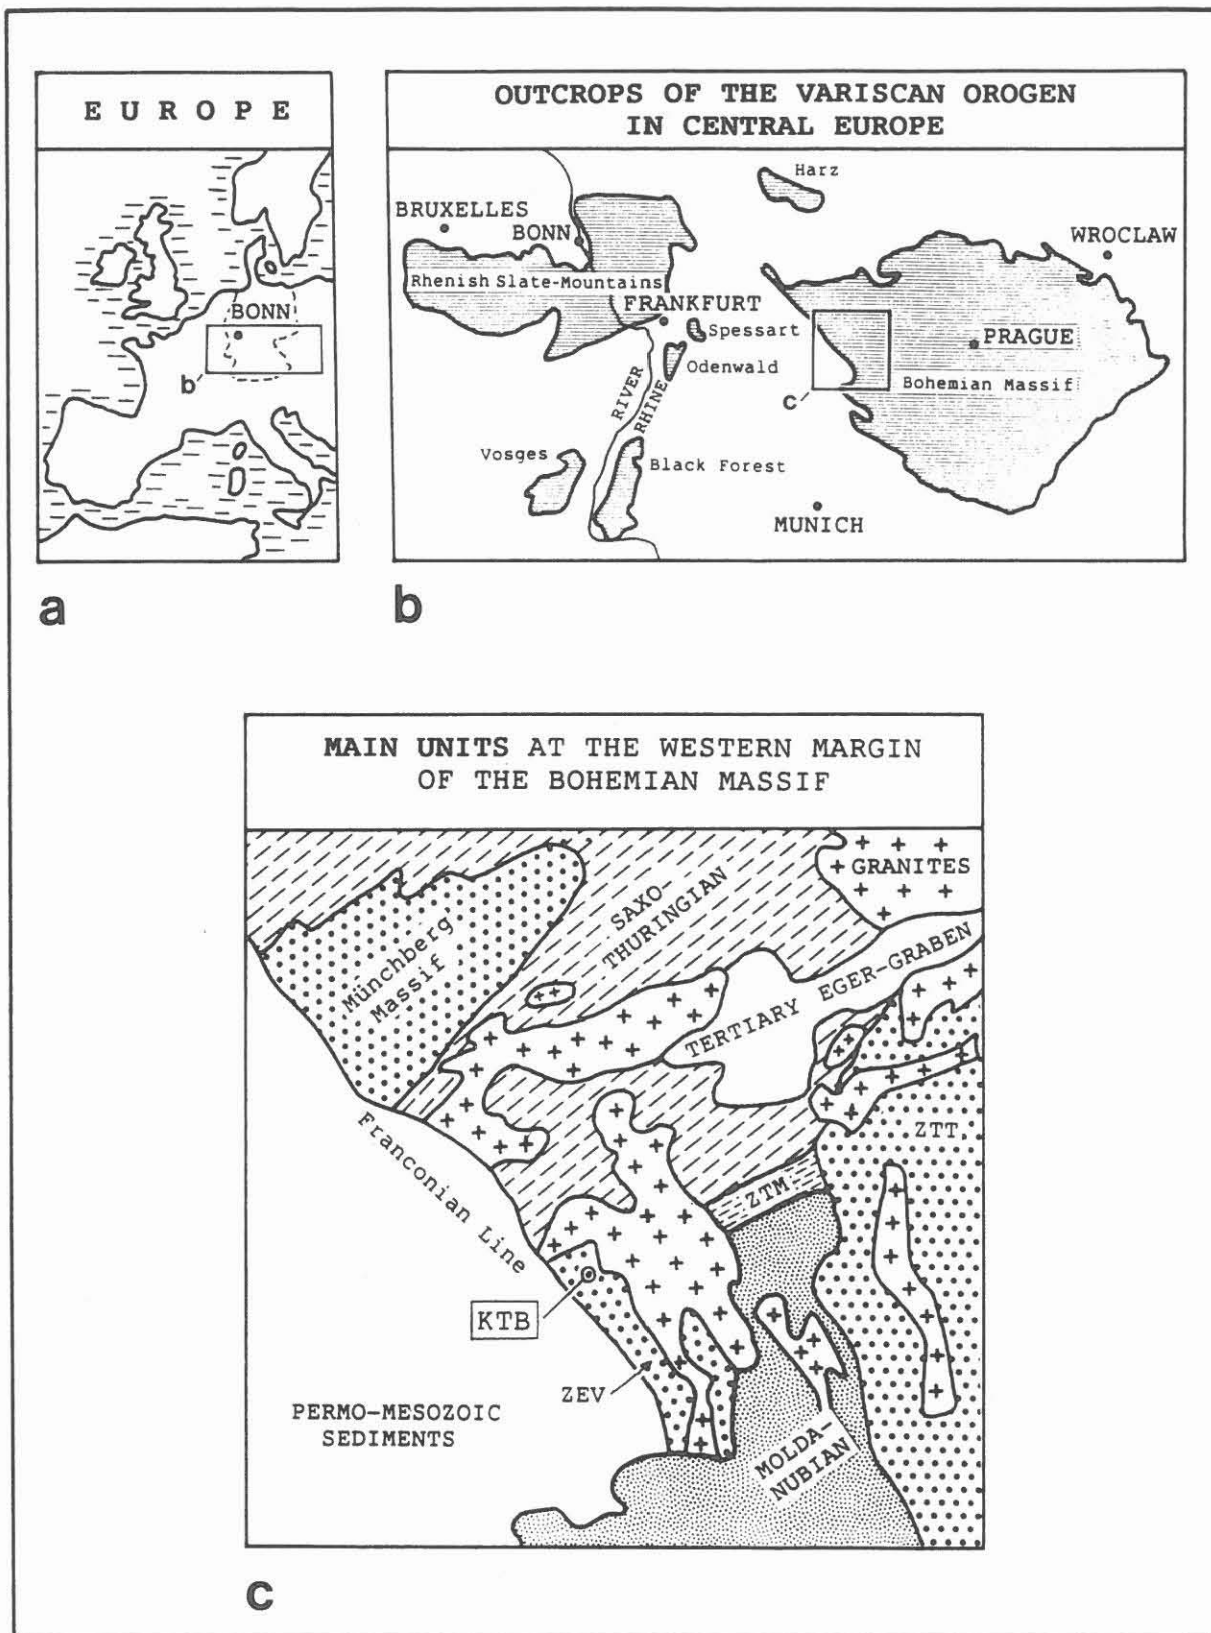 EUROPE
BONN
b
a
OUTCROPS OF THE VARISCAN OROGEN
IN CENTRAL EUROPE
Harz
BRUXELLES
BONN
WROCLAW
Rhenish Slate-Mountains
FRANKFURT
Spessart
PRAGUE
Odenwald
Bohemian Massif
c
RIVER
RHINE
Vosges
Black Forest
MUNICH
b
MAIN UNITS AT THE WESTERN MARGIN
OF THE BOHEMIAN MASSIF
GRANITES
SAXO-
THURINGIAN
Münchberg
Massif
TERTIARY EGER-GRABEN
ZTT
Franconian Line
ZTM
KTB
ZEV
PERMO-MESOZOIC
SEDIMENTS
MOLDA-
NUBIAN
c